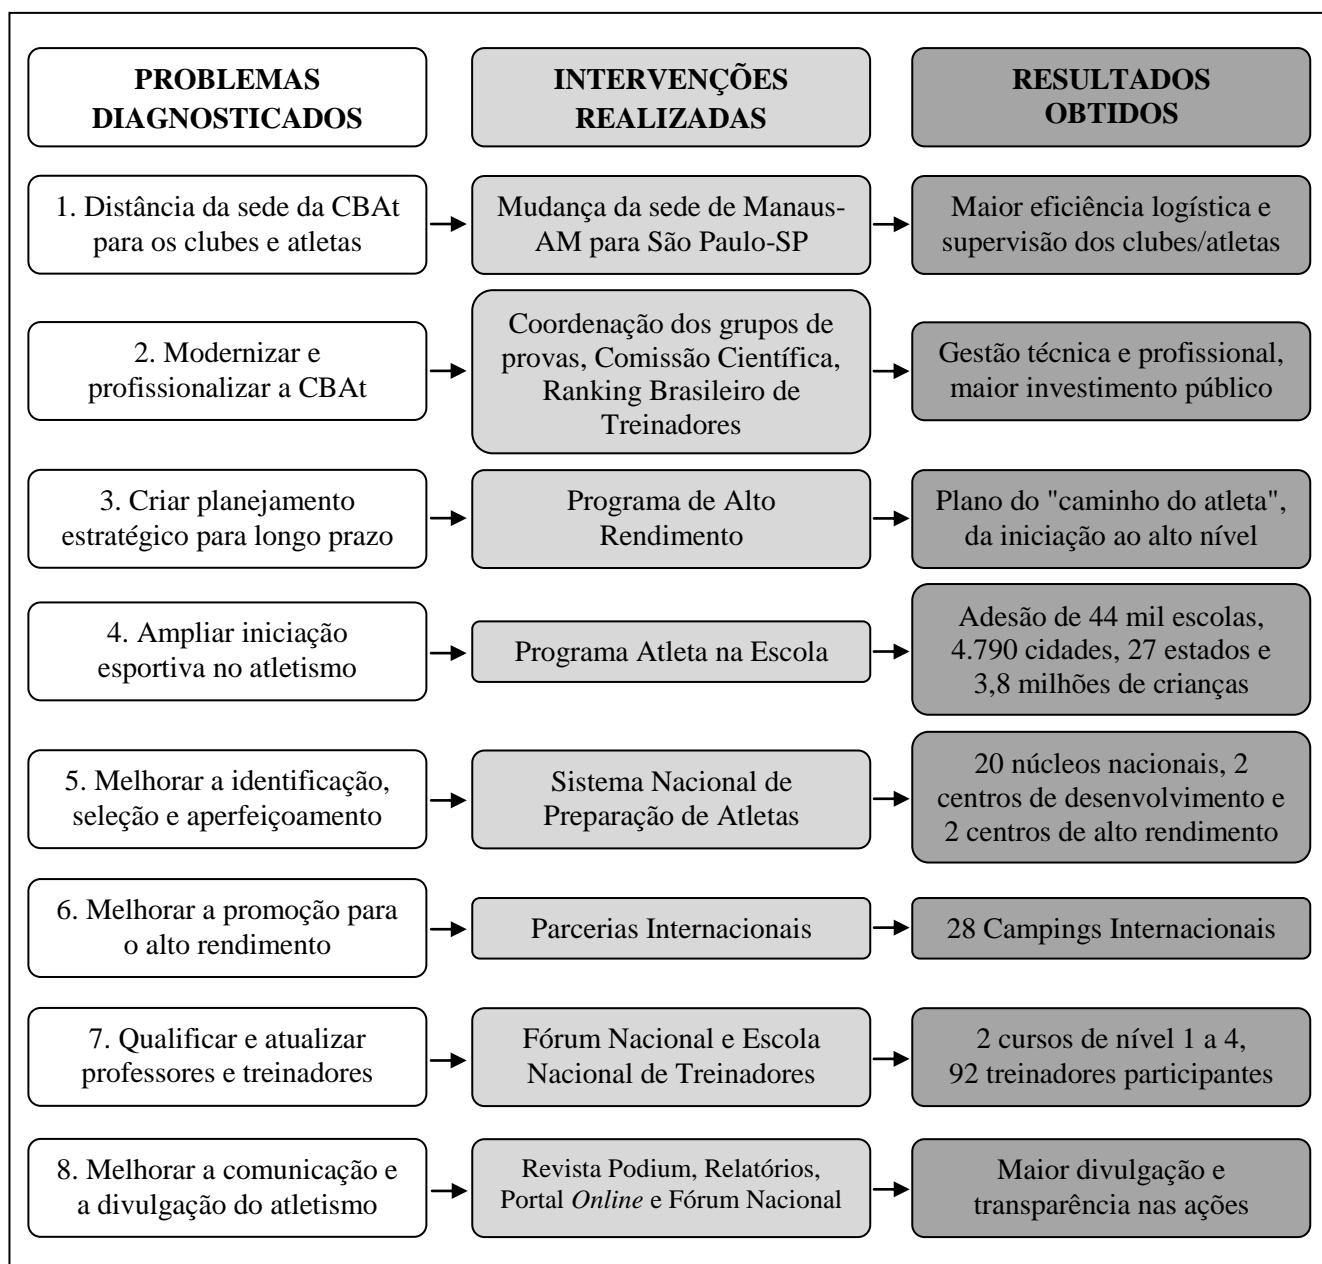 PROBLEMAS
DIAGNOSTICADOS
INTERVENÇÕES
REALIZADAS
RESULTADOS
OBTIDOS
1. Distância da sede da CBAt
para os clubes e atletas
Mudança da sede de Manaus-
AM para São Paulo-SP
Maior eficiência logística e
supervisão dos clubes/atletas
2. Modernizar e
profissionalizar a CBAt
Coordenação dos grupos de
provas, Comissão Científica,
Ranking Brasileiro de
Treinadores
Gestão técnica e profissional,
maior investimento público
3. Criar planejamento
estratégico para longo prazo
Programa de Alto
Rendimento
Plano do "caminho do atleta",
da iniciação ao alto nível
4. Ampliar iniciação
esportiva no atletismo
Programa Atleta na Escola
Adesão de 44 mil escolas,
4.790 cidades, 27 estados e
3,8 milhões de crianças
5. Melhorar a identificação,
seleção e aperfeiçoamento
Sistema Nacional de
Preparação de Atletas
20 núcleos nacionais, 2
centros de desenvolvimento e
2 centros de alto rendimento
6. Melhorar a promoção para
o alto rendimento
Parcerias Internacionais
28 Campings Internacionais
7. Qualificar e atualizar
professores e treinadores
Fórum Nacional e Escola
Nacional de Treinadores
2 cursos de nível 1 a 4,
92 treinadores participantes
8. Melhorar a comunicação e
a divulgação do atletismo
Revista Podium, Relatórios,
Portal Online e Fórum Nacional
Maior divulgação e
transparência nas ações